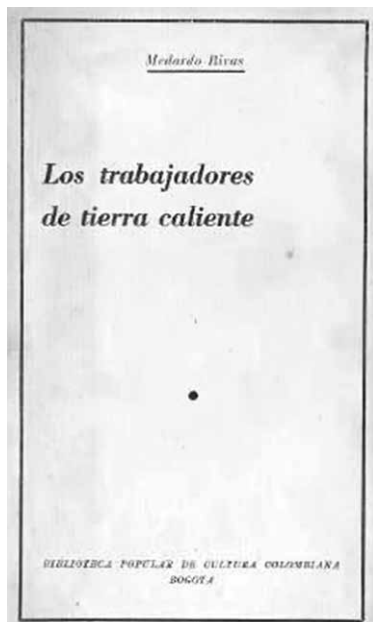 Medardo Rivas
Los trabajadores
de tierra caliente
BIBLIOTECA POPULAR DE CULTURA COLOMBIANA
BOGOTA